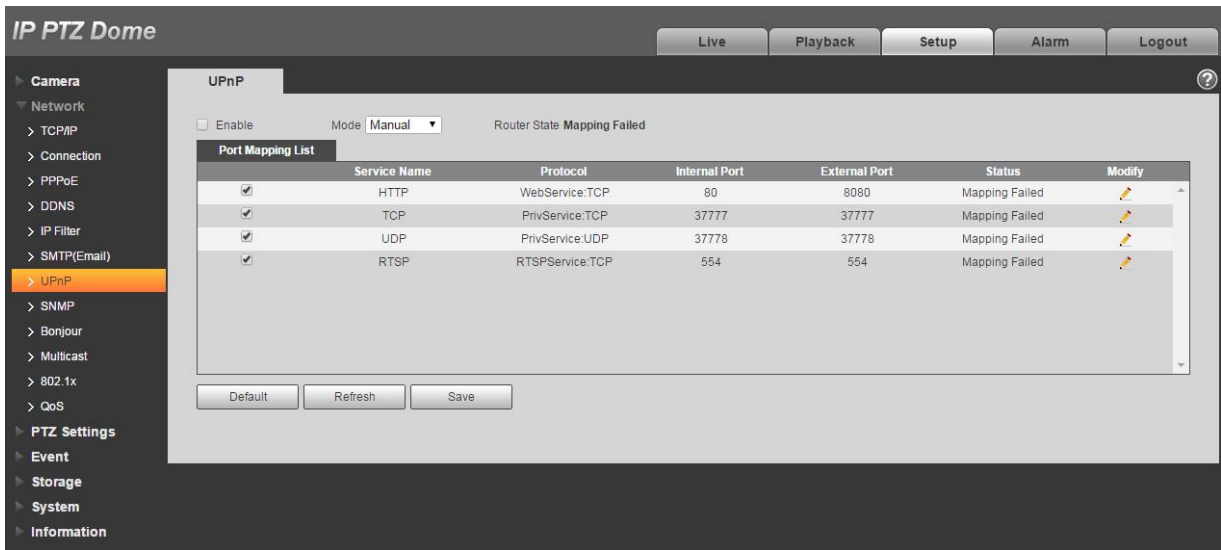 IP PTZ Dome
Live Playback Setup Alarm Logout
Camera
Network
TCP/IP
Connection
PPPoE
DDNS
IP Filter
SMTP(Email)
UPnP
SNMP
Bonjour
Multicast
802.1x
QoS
PTZ Settings
Event
Storage
System
Information
UPnP
?
Enable Mode Manual Router State Mapping Failed
Port Mapping List
Service Name Protocol Internal Port External Port Status Modify
HTTP WebService:TCP 80 8080 Mapping Failed
TCP PrivService:TCP 37777 37777 Mapping Failed
UDP PrivService:UDP 37778 37778 Mapping Failed
RTSP RTSPService:TCP 554 554 Mapping Failed
Default Refresh Save